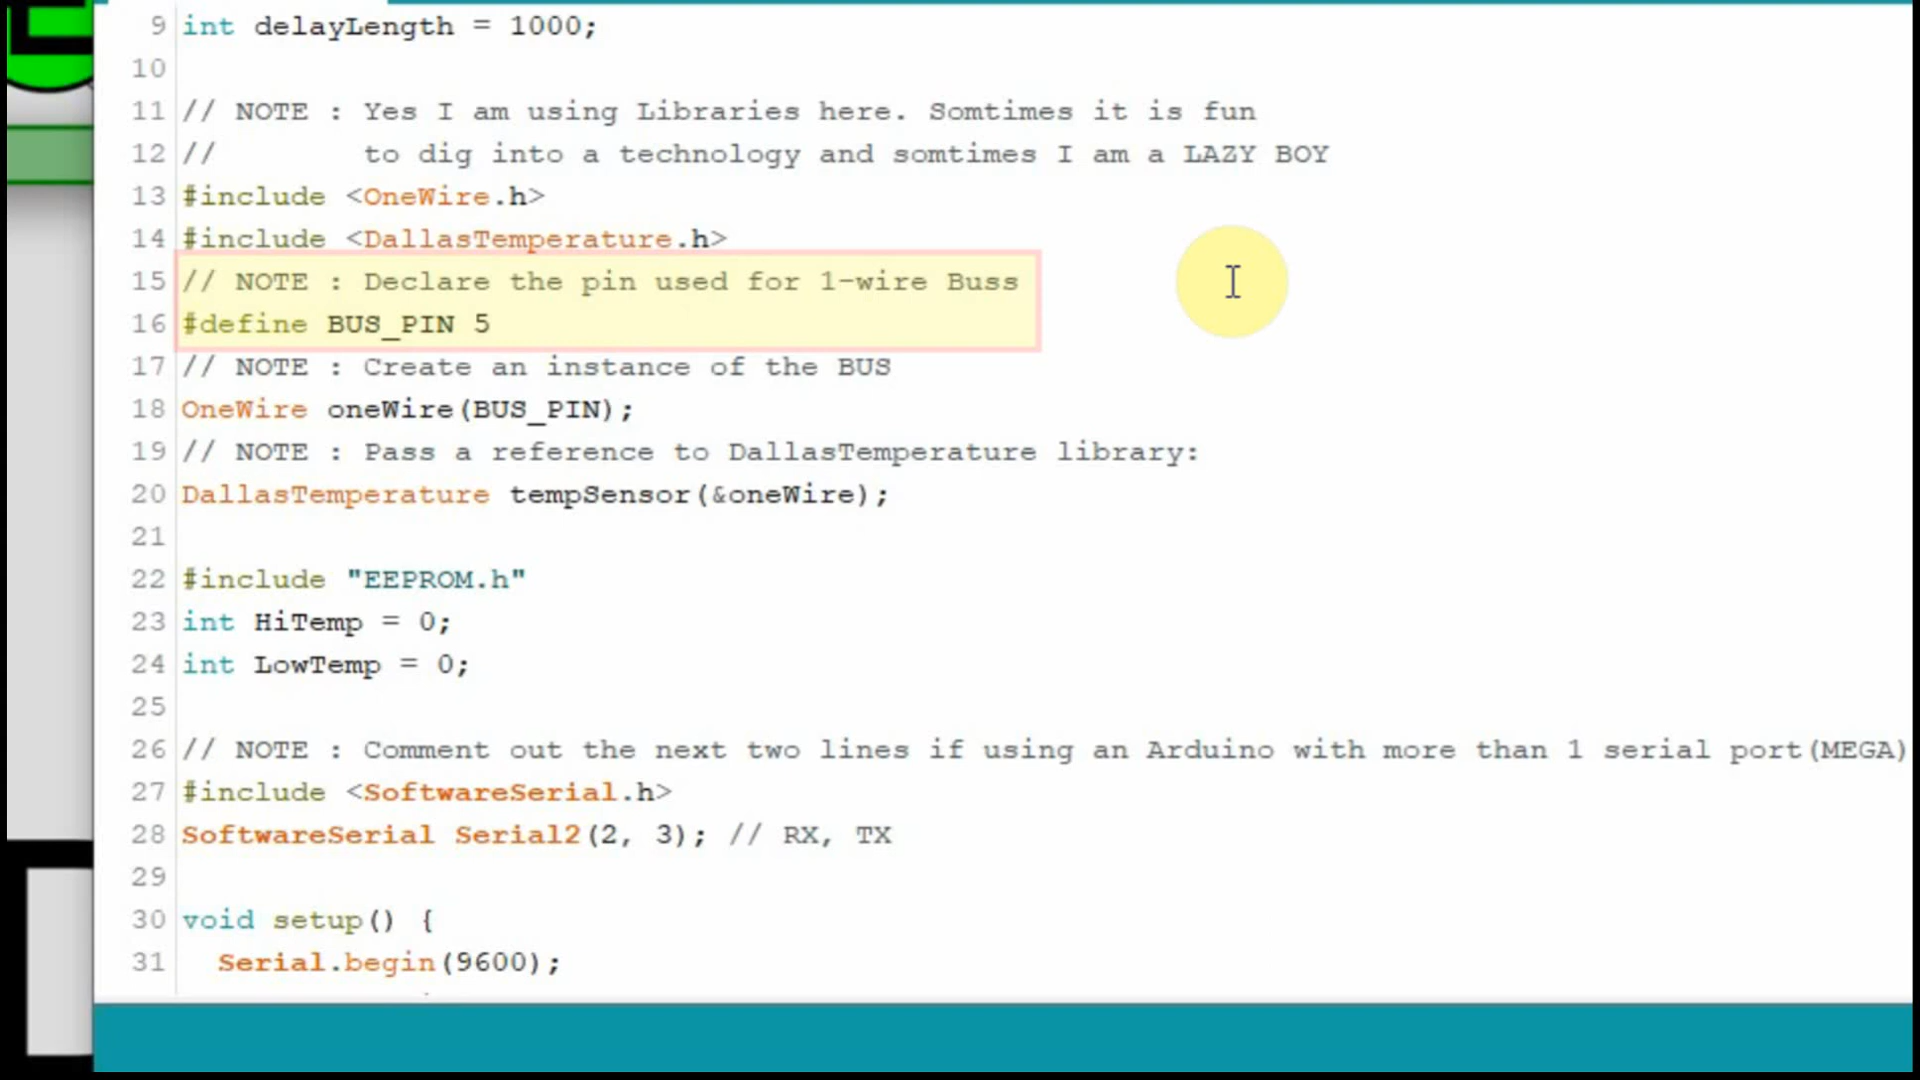 9 int delayLength = 1000;
10
11 // NOTE : Yes I am using Libraries here. Somtimes it is fun
12 //        to dig into a technology and somtimes I am a LAZY BOY
13 #include <OneWire.h>
14 #include <DallasTemperature.h>
15 // NOTE : Declare the pin used for 1-wire Buss
16 #define BUS_PIN 5
17 // NOTE : Create an instance of the BUS
18 OneWire oneWire(BUS_PIN);
19 // NOTE : Pass a reference to DallasTemperature library:
20 DallasTemperature tempSensor(&oneWire);
21
22 #include "EEPROM.h"
23 int HiTemp = 0;
24 int LowTemp = 0;
25
26 // NOTE : Comment out the next two lines if using an Arduino with more than 1 serial port(MEGA)
27 #include <SoftwareSerial.h>
28 SoftwareSerial Serial2(2, 3); // RX, TX
29
30 void setup() {
31   Serial.begin(9600);